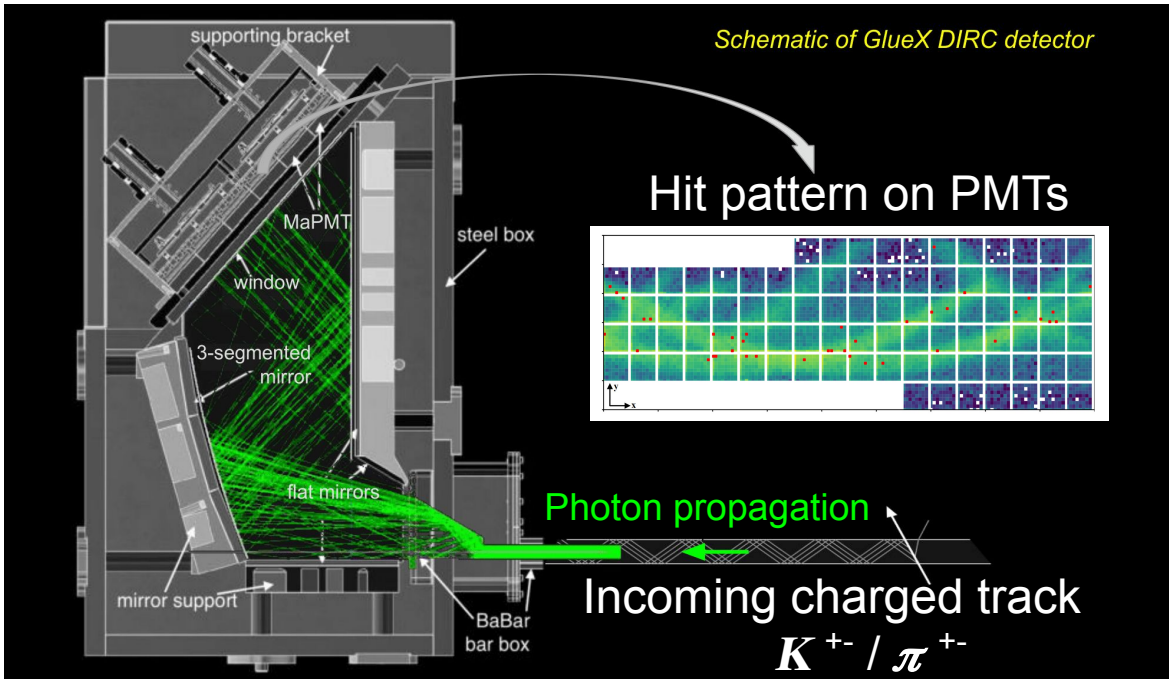 Schematic of GlueX DIRC detector
supporting bracket
MaPMT
steel box
window
3-segmented
mirror
flat mirrors
mirror support
BaBar
bar box
Hit pattern on PMTs
y
x
Photon propagation
Incoming charged track
K +- / π +-